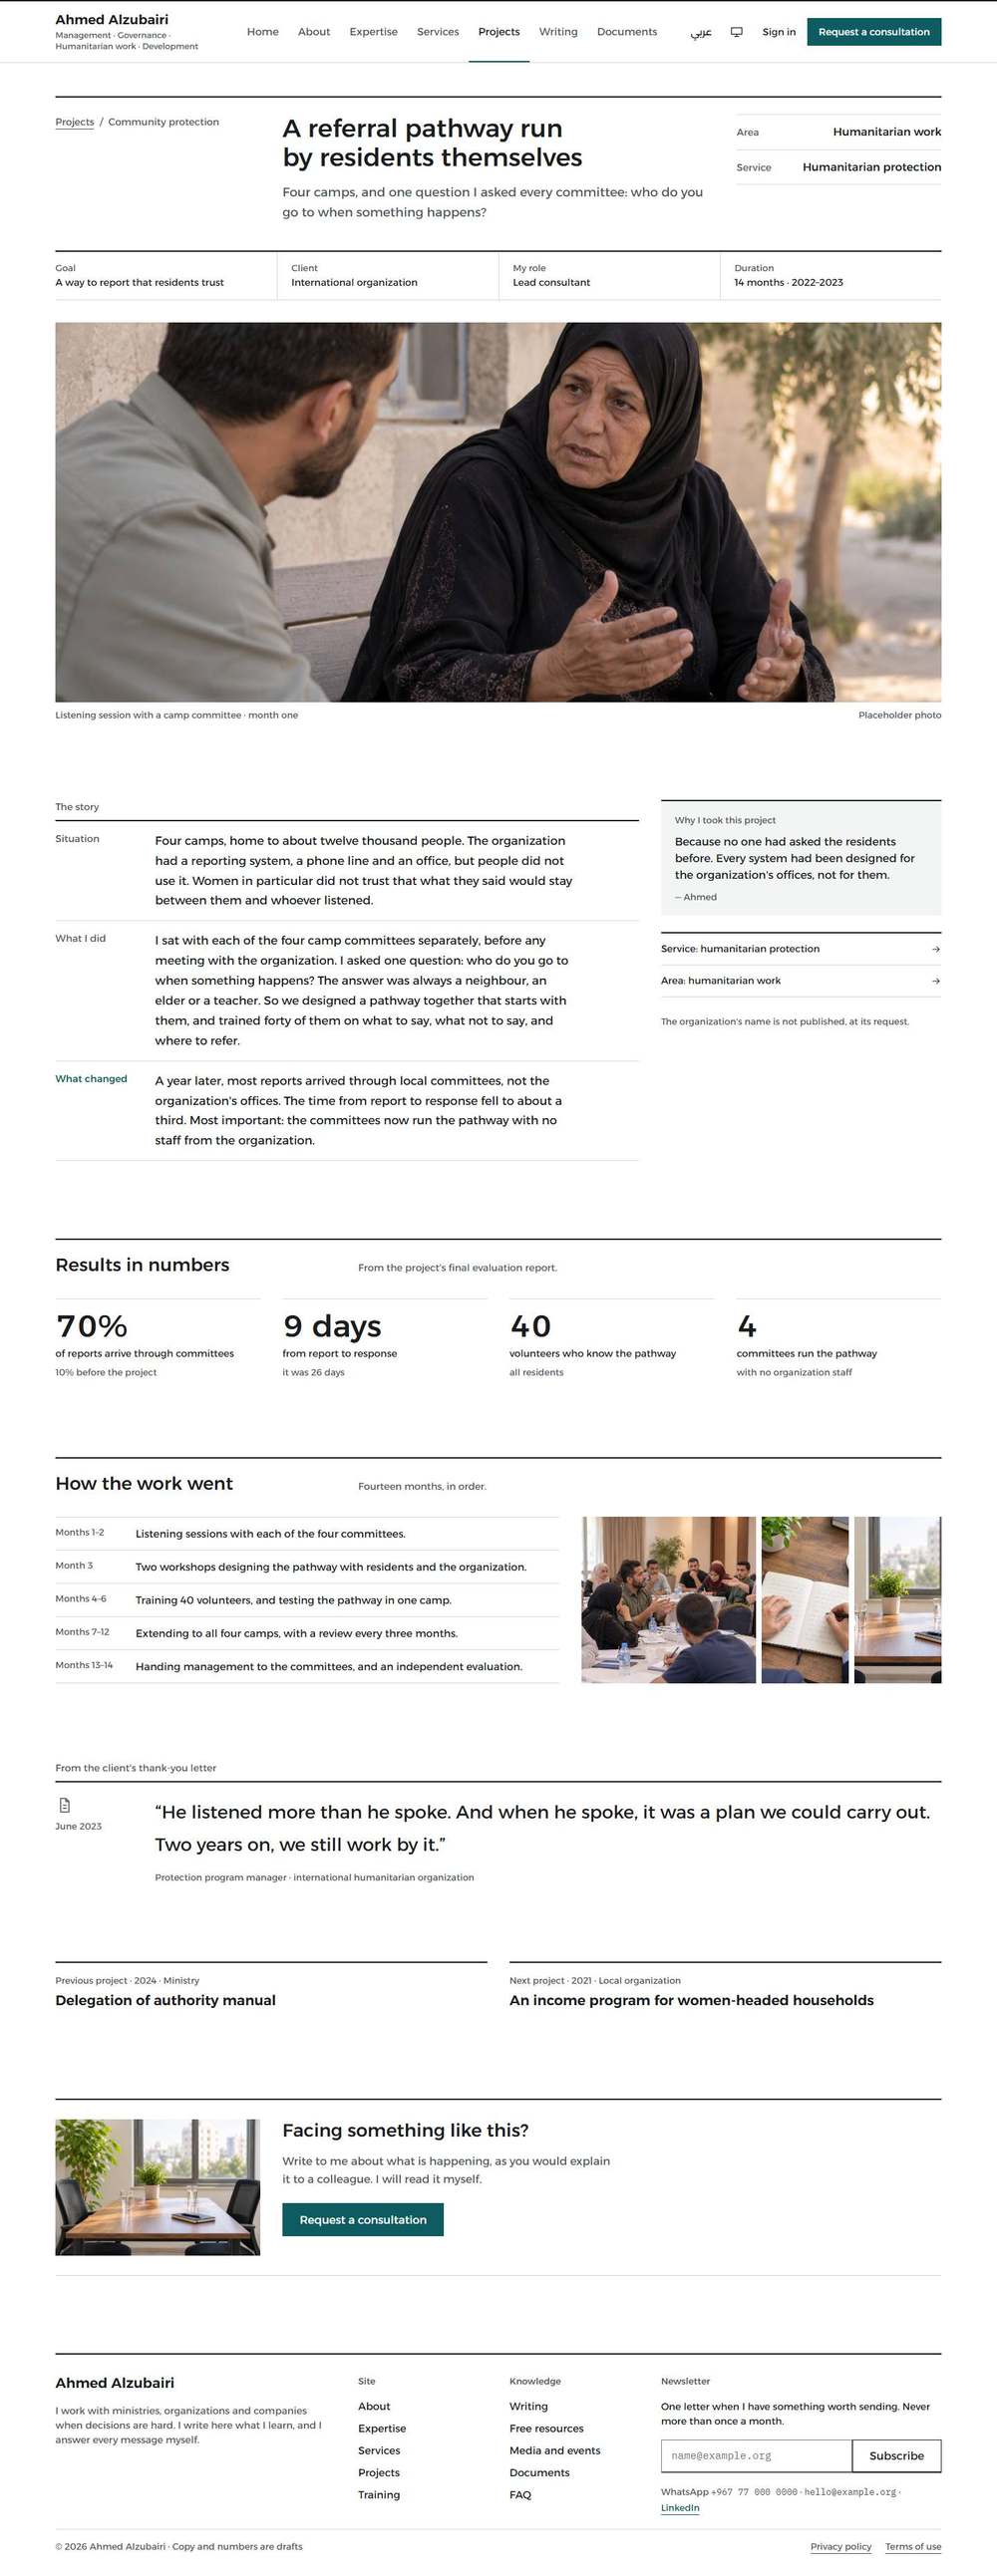 Ahmed Alzubairi
Management · Governance ·
Humanitarian work · Development
Home About Expertise Services Projects Writing Documents
عربي
Sign in
Request a consultation
Projects / Community protection
A referral pathway run
by residents themselves
Four camps, and one question I asked every committee: who do you
go to when something happens?
Area Humanitarian work
Service Humanitarian protection
Goal
A way to report that residents trust
Client
International organization
My role
Lead consultant
Duration
14 months · 2022–2023
Listening session with a camp committee · month one
Placeholder photo
The story
Situation
Four camps, home to about twelve thousand people. The organization
had a reporting system, a phone line and an office, but people did not
use it. Women in particular did not trust that what they said would stay
between them and whoever listened.
What I did
I sat with each of the four camp committees separately, before any
meeting with the organization. I asked one question: who do you go to
when something happens? The answer was always a neighbour, an
elder or a teacher. So we designed a pathway together that starts with
them, and trained forty of them on what to say, what not to say, and
where to refer.
What changed
A year later, most reports arrived through local committees, not the
organization's offices. The time from report to response fell to about a
third. Most important: the committees now run the pathway with no
staff from the organization.
Why I took this project
Because no one had asked the residents
before. Every system had been designed for
the organization's offices, not for them.
— Ahmed
Service: humanitarian protection →
Area: humanitarian work →
The organization's name is not published, at its request.
Results in numbers
From the project's final evaluation report.
70%
of reports arrive through committees
10% before the project
9 days
from report to response
it was 26 days
40
volunteers who know the pathway
all residents
4
committees run the pathway
with no organization staff
How the work went
Fourteen months, in order.
Months 1–2 Listening sessions with each of the four committees.
Month 3 Two workshops designing the pathway with residents and the organization.
Months 4–6 Training 40 volunteers, and testing the pathway in one camp.
Months 7–12 Extending to all four camps, with a review every three months.
Months 13–14 Handing management to the committees, and an independent evaluation.
From the client's thank-you letter
June 2023
“He listened more than he spoke. And when he spoke, it was a plan we could carry out.
Two years on, we still work by it.”
Protection program manager · international humanitarian organization
Previous project · 2024 · Ministry
Delegation of authority manual
Next project · 2021 · Local organization
An income program for women-headed households
Facing something like this?
Write to me about what is happening, as you would explain
it to a colleague. I will read it myself.
Request a consultation
Ahmed Alzubairi
I work with ministries, organizations and companies
when decisions are hard. I write here what I learn, and I
answer every message myself.
Site
About
Expertise
Services
Projects
Training
Knowledge
Writing
Free resources
Media and events
Documents
FAQ
Newsletter
One letter when I have something worth sending. Never
more than once a month.
name@example.org
Subscribe
WhatsApp +967 77 000 0000 · hello@example.org ·
LinkedIn
© 2026 Ahmed Alzubairi · Copy and numbers are drafts
Privacy policy Terms of use